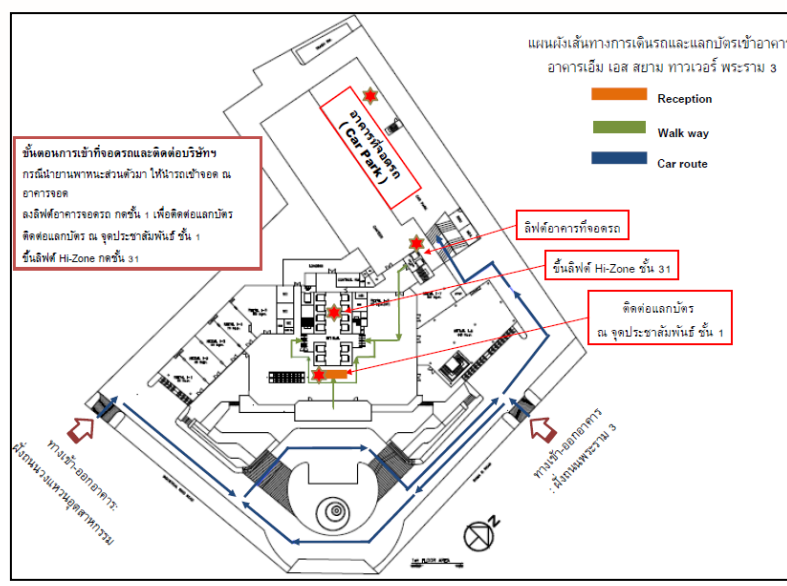 แผนผังเส้นทางการเดินรถและแลกบัตรเข้าอาคาร
อาคารเอ็ม เอส สยาม ทาวเวอร์ พระราม 3
Reception
Walk way
Car route
ขั้นตอนการเข้าที่จอดรถและติดต่อบริษัทฯ
กรณีนำยานพาหนะส่วนตัวมา ให้นำรถเข้าจอด ณ
อาคารจอด
ลงลิฟต์อาคารจอดรถ กดชั้น 1 เพื่อติดต่อแลกบัตร
ติดต่อแลกบัตร ณ จุดประชาสัมพันธ์ ชั้น 1
ขึ้นลิฟต์ Hi-Zone กดชั้น 31
อาคารที่จอดรถ
( Car Park )
ลิฟต์อาคารที่จอดรถ
ขึ้นลิฟต์ Hi-Zone ชั้น 31
ติดต่อแลกบัตร
ณ จุดประชาสัมพันธ์ ชั้น 1
ทางเข้า-ออกอาคาร:
ฝั่งถนนวงแหวนอุตสาหกรรม
ทางเข้า-ออกอาคาร
: ฝั่งถนนพระราม 3
N